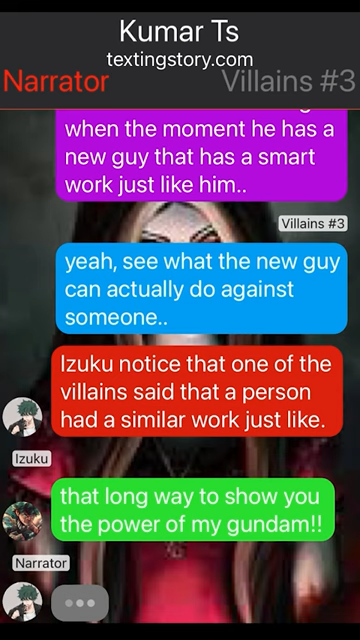 Kumar Ts
textingstory.com
Narrator
Villains #3
when the moment he has a
new guy that has a smart
work just like him..
Villains #3
yeah, see what the new guy
can actually do against
someone..
Izuku notice that one of the
villains said that a person
had a similar work just like.
Izuku
that long way to show you
the power of my gundam!!
Narrator